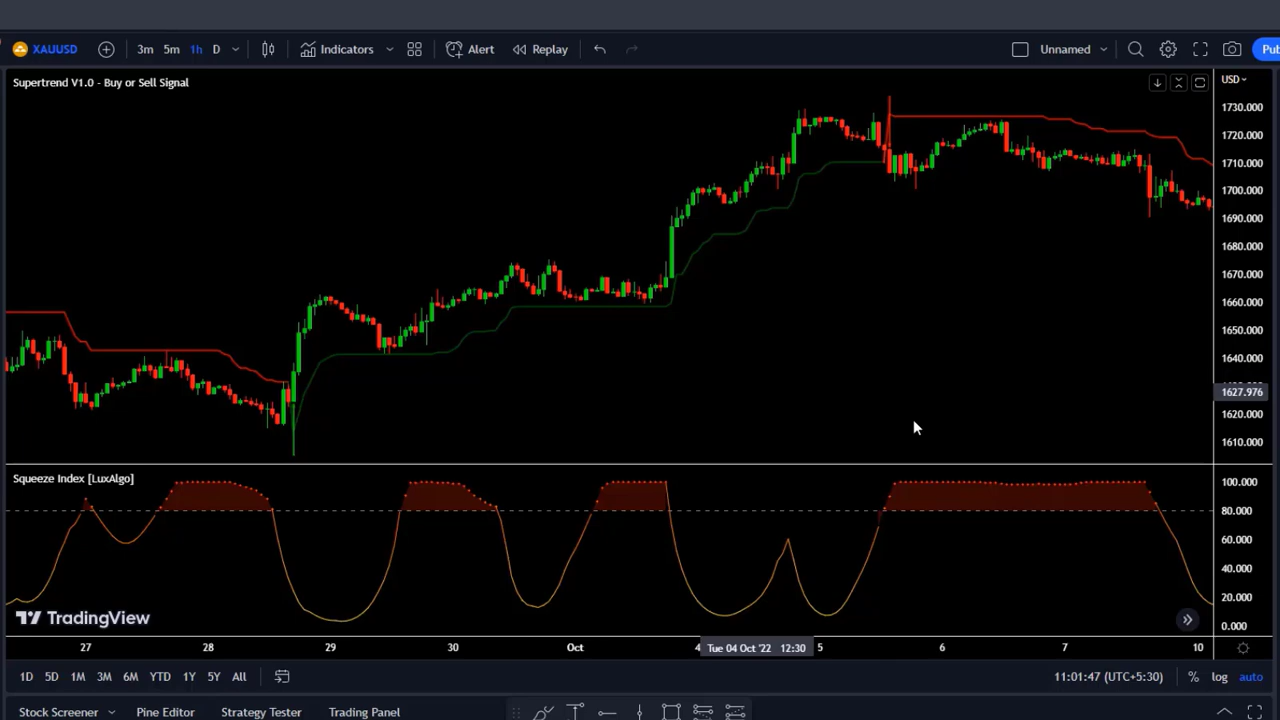 XAUUSD 3m 5m 1h D Indicators Alert Replay Unnamed
Supertrend V1.0 - Buy or Sell Signal
USD
1730.000
1720.000
1710.000
1700.000
1690.000
1680.000
1670.000
1660.000
1650.000
1640.000
1627.976
1620.000
1610.000
Squeeze Index [LuxAlgo]
100.000
80.000
60.000
40.000
20.000
0.000
TradingView
27 28 29 30 Oct Tue 04 Oct '22 12:30 5 6 7 10
1D 5D 1M 3M 6M YTD 1Y 5Y All 11:01:47 (UTC+5:30) % log auto
Stock Screener Pine Editor Strategy Tester Trading Panel